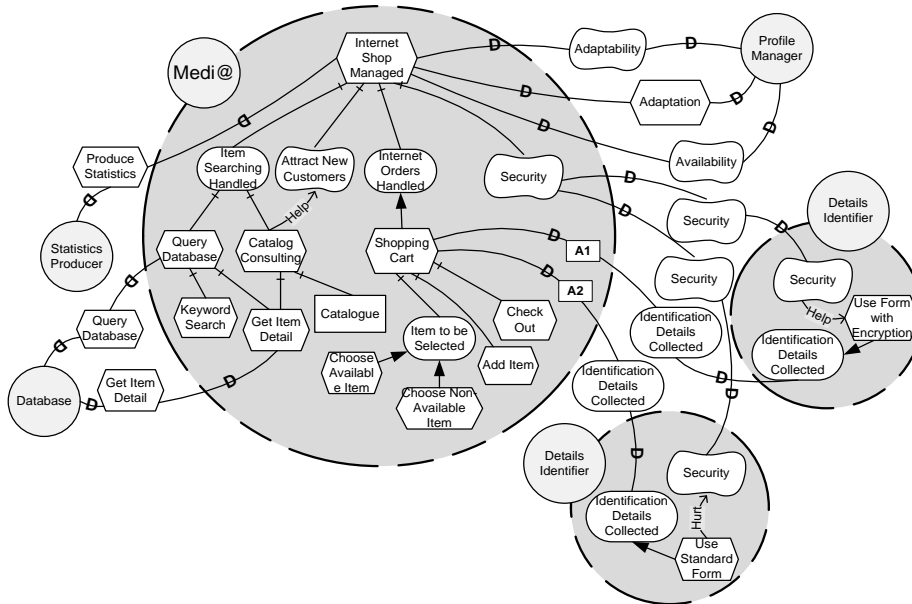 Internet
Shop
Managed
D
Adaptability
D
Profile
Manager
Medi@
D
Adaptation
D
D
D
D
Produce
Statistics
Item
Searching
Handled
Attract New
Customers
Internet
Orders
Handled
Security
Availability
D
D
Help
D
Security
D
Details
Identifier
Statistics
Producer
Query
Database
Catalog
Consulting
Shopping
Cart
D
A1
D
A2
Security
Security
Help
Use Form
with
Encryption
D
Query
Database
Keyword
Search
Get Item
Detail
Catalogue
Item to be
Selected
Check
Out
Identification
Details
Collected
Identification
Details
Collected
D
Choose
Availabl
e Item
Add Item
D
Database
Get Item
Detail
D
D
Choose Non-
Available
Item
Identification
Details
Collected
D
D
Details
Identifier
Security
Identification
Details
Collected
Hurt
Use
Standard
Form